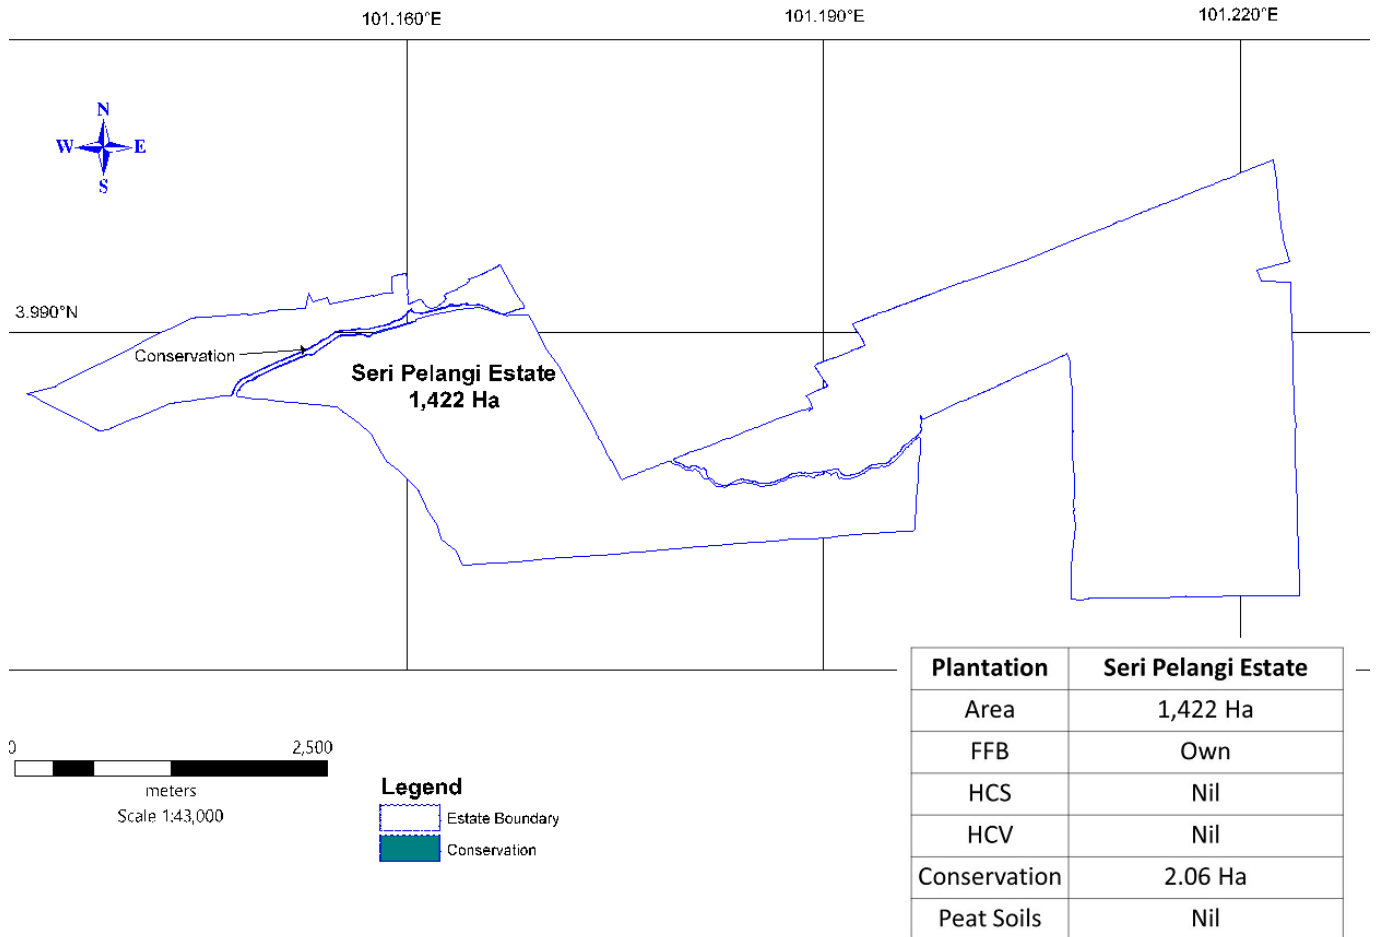 101.160°E
101.190°E
101.220°E
N
W E
S
3.990°N
Conservation
Seri Pelangi Estate
1,422 Ha
Plantation Seri Pelangi Estate
Area 1,422 Ha
FFB Own
HCS Nil
HCV Nil
Conservation 2.06 Ha
Peat Soils Nil
0 2,500
meters
Scale 1:43,000
Legend
Estate Boundary
Conservation